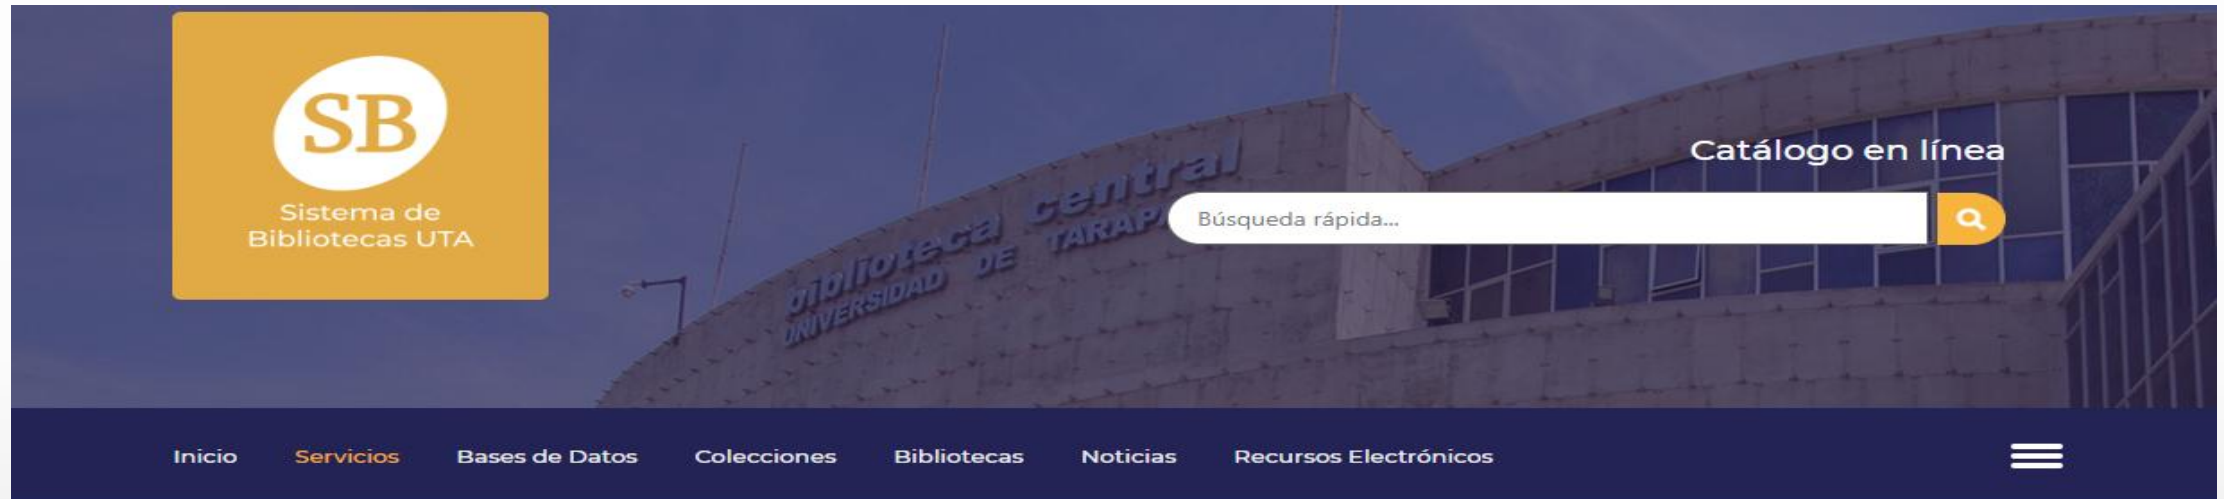 SB
Sistema de
Bibliotecas UTA
biblioteca central
UNIVERSIDAD DE TARAP
Catálogo en línea
Búsqueda rápida...
Inicio Servicios Bases de Datos Colecciones Bibliotecas Noticias Recursos Electrónicos